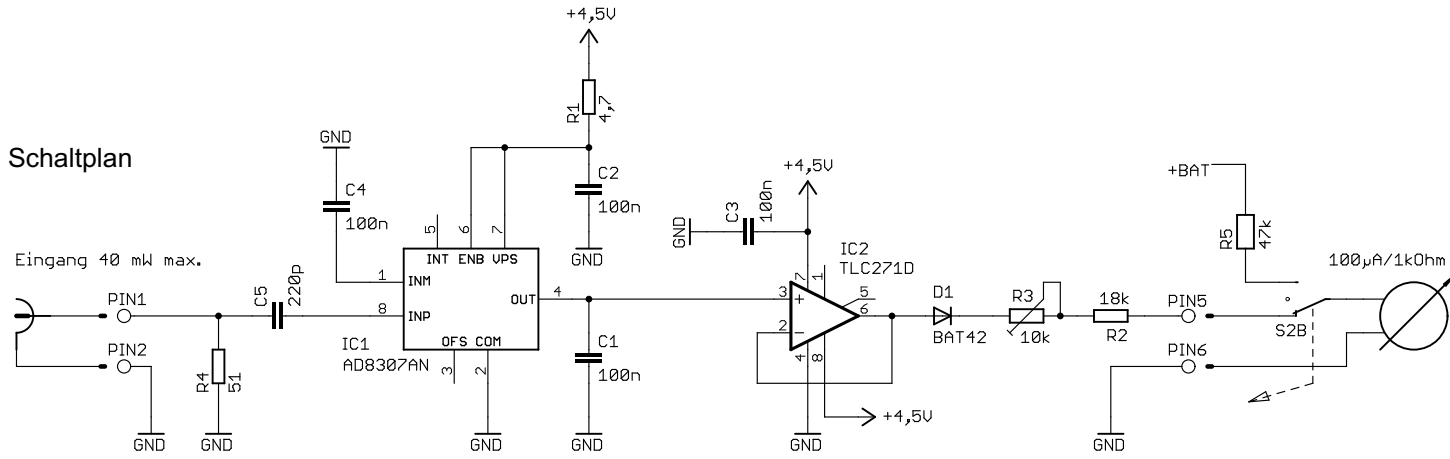 Schaltplan
+4,5V
R1
4,7
GND
C4
100n
C2
100n
GND
5
6
7
INT ENB VPS
Eingang 40 mW max.
PIN1
PIN2
C5
220p
R4
51
GND
GND
1
INM
8
INP
OUT
4
OFS COM
IC1
AD8307AN
3
2
GND
C1
100n
GND
+4,5V
C3
100n
GND
IC2
TLC271D
7
1
3
+
2
−
5
6
4
8
+4,5V
GND
D1
BAT42
R3
10k
18k
R2
PIN5
PIN6
GND
+BAT
R5
47k
S2B
100µA/1kOhm